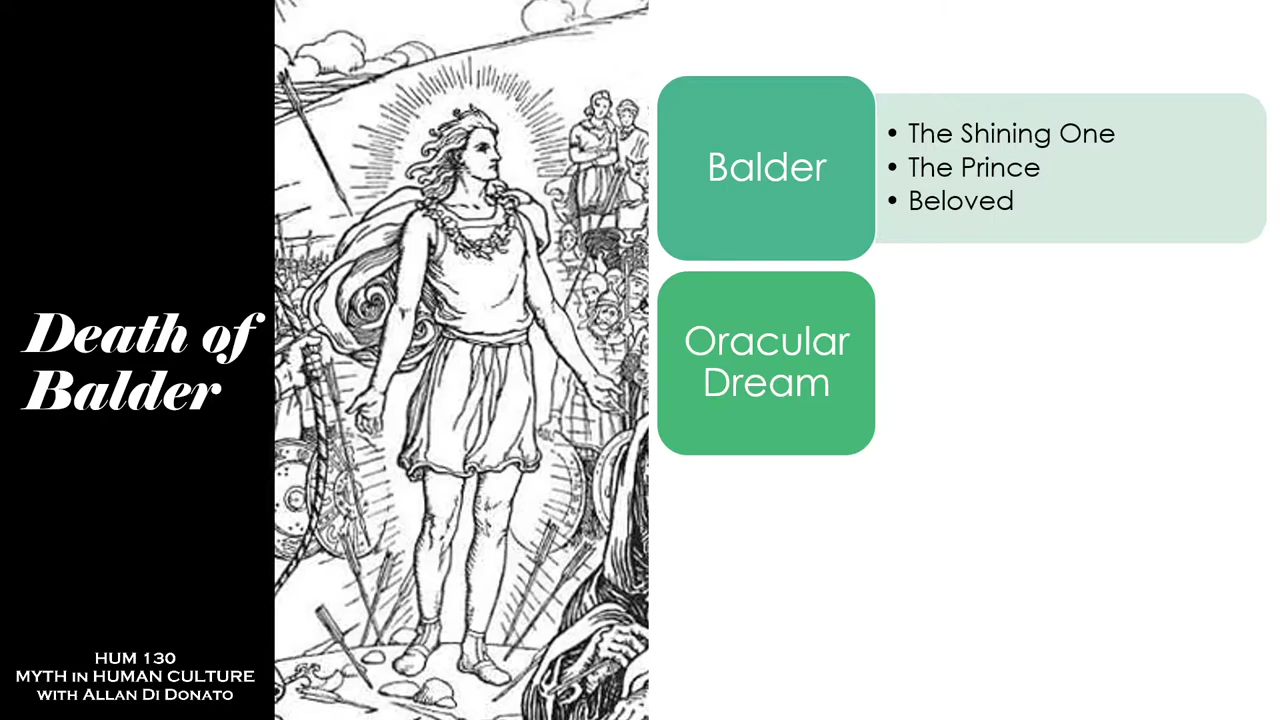 Death of
Balder
HUM 130
MYTH in HUMAN CULTURE
WITH ALLAN DI DONATO
Balder
• The Shining One
• The Prince
• Beloved
Oracular
Dream